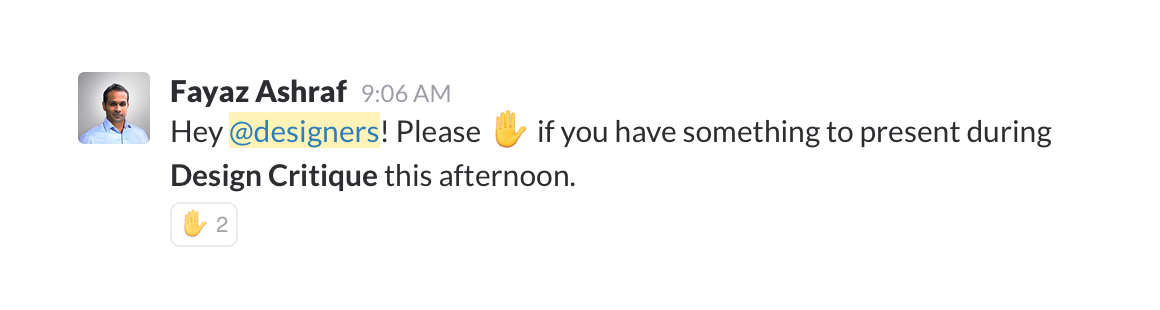 Fayaz Ashraf 9:06 AM
Hey @designers! Please ✋ if you have something to present during
Design Critique this afternoon.
✋ 2